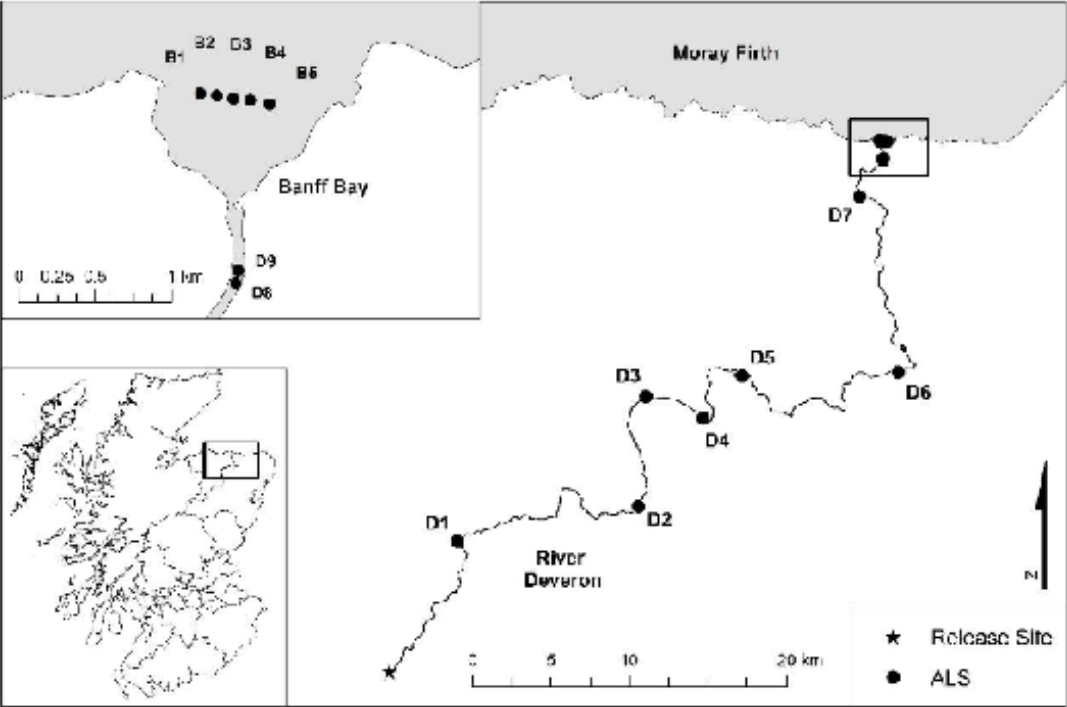 B1
B2
D3
B4
B5
Banff Bay
D9
D8
0 0.25 0.5 1 km
Moray Firth
D7
D6
D5
D3
D4
D2
D1
River
Deveron
0 5 10 20 km
N
Release Site
ALS